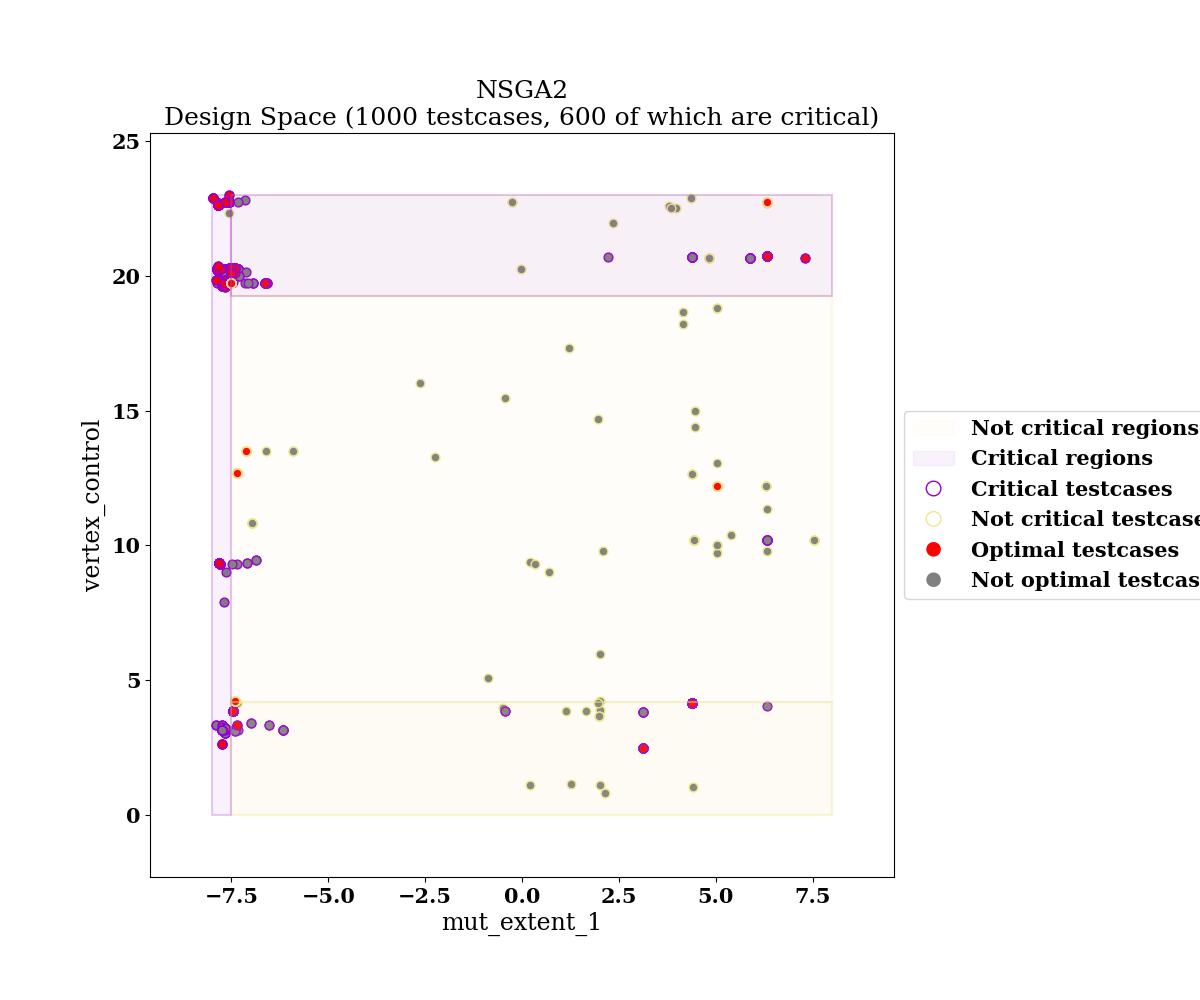 NSGA2
Design Space (1000 testcases, 600 of which are critical)
25
20
15
10
5
0
vertex_control
−7.5
−5.0
−2.5
0.0
2.5
5.0
7.5
mut_extent_1
Not critical regions
Critical regions
Critical testcases
Not critical testcase
Optimal testcases
Not optimal testcas